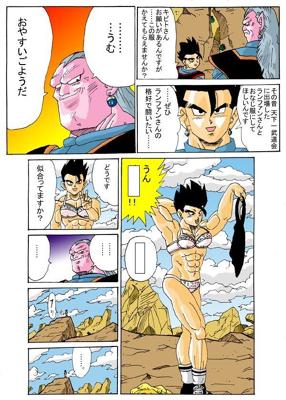 キビトさん
お願いがあるんですが
……この服
かえてもらえませんか?
……うむ
おやすいごようだ
その昔 天下一武道会
に出場した
ランファンさんと
おなじ服にして
ほしいんです
……ぜひ
ランファンさんの
格好で闘いたい……
うん
!!
どうです
似合ってますか?
……
……
……